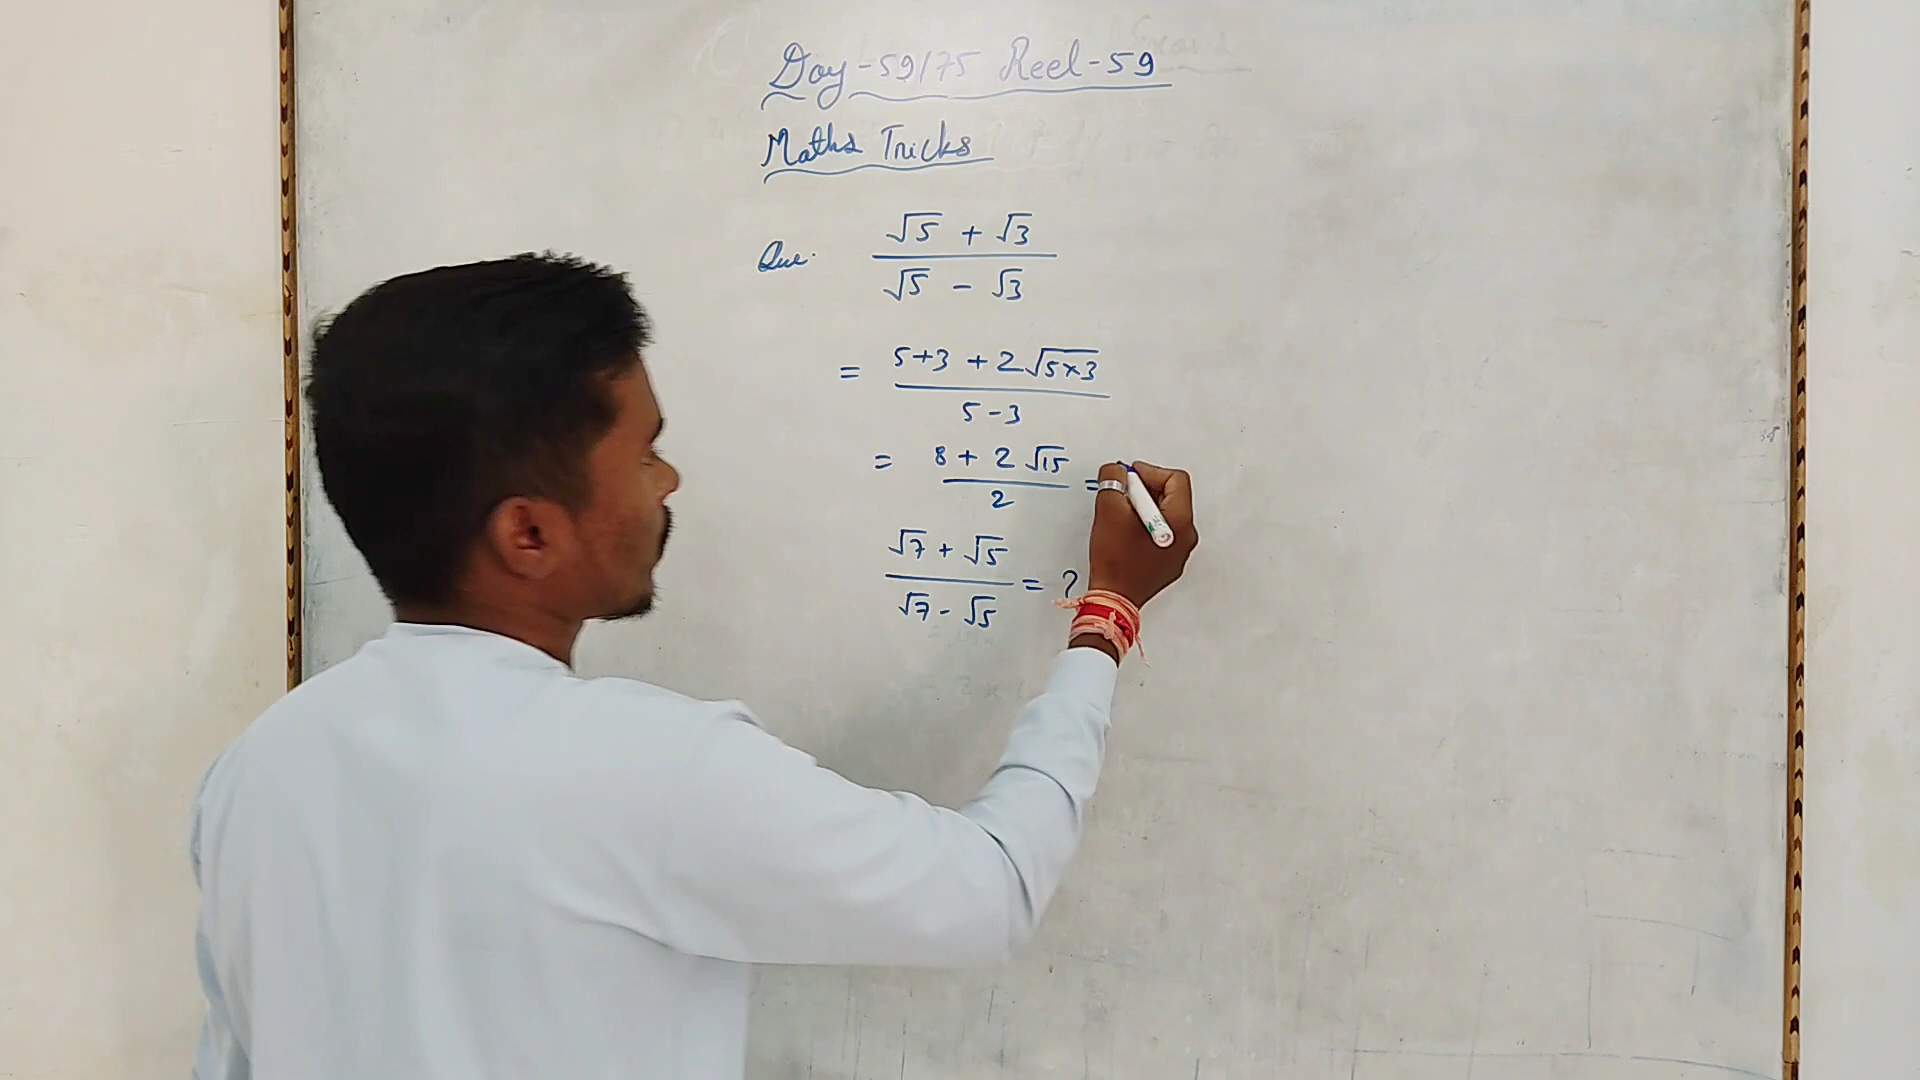 Day-59/75 Reel-59
Maths Tricks
Que. (√5 + √3)/(√5 - √3)
= (5+3 + 2√(5×3))/(5-3)
= (8 + 2√15)/2 =
(√7 + √5)/(√7 - √5) = ?